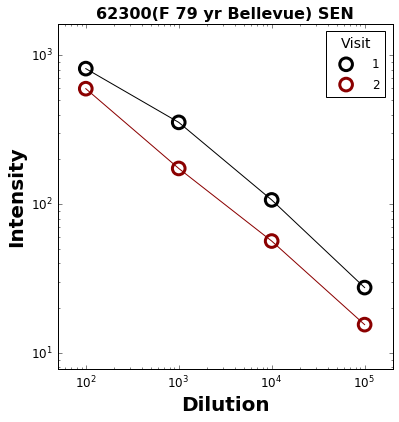 62300(F 79 yr Bellevue) SEN
Visit
1
2
10³
10²
10¹
Intensity
10² 10³ 10⁴ 10⁵
Dilution